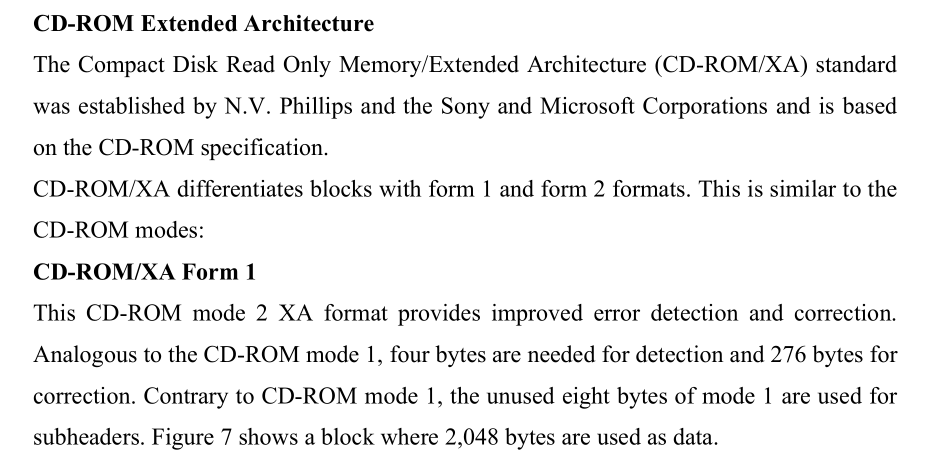 CD-ROM Extended Architecture
The Compact Disk Read Only Memory/Extended Architecture (CD-ROM/XA) standard
was established by N.V. Phillips and the Sony and Microsoft Corporations and is based
on the CD-ROM specification.
CD-ROM/XA differentiates blocks with form 1 and form 2 formats. This is similar to the
CD-ROM modes:
CD-ROM/XA Form 1
This CD-ROM mode 2 XA format provides improved error detection and correction.
Analogous to the CD-ROM mode 1, four bytes are needed for detection and 276 bytes for
correction. Contrary to CD-ROM mode 1, the unused eight bytes of mode 1 are used for
subheaders. Figure 7 shows a block where 2,048 bytes are used as data.